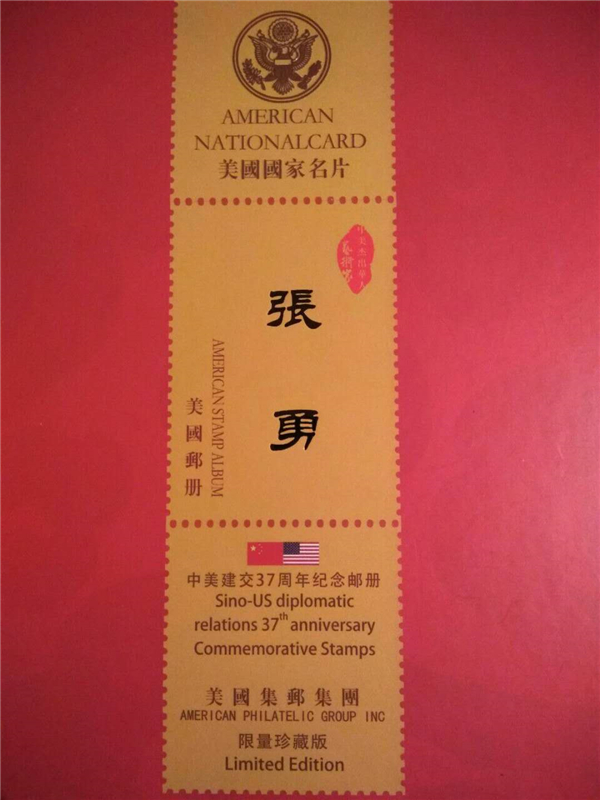 AMERICAN
NATIONALCARD
美國國家名片
張
勇
AMERICAN STAMP ALBUM
美國郵册
中美建交37周年纪念邮册
Sino-US diplomatic
relations 37th anniversary
Commemorative Stamps
美國集郵集團
AMERICAN PHILATELIC GROUP INC
限量珍藏版
Limited Edition